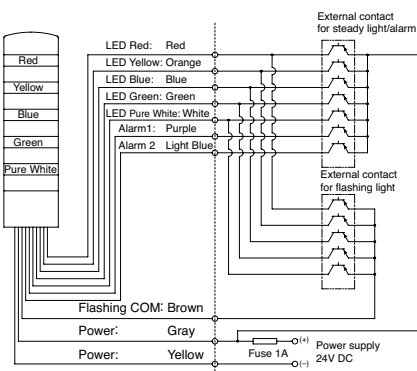 External contact
for steady light/alarm
LED Red: Red
LED Yellow: Orange
LED Blue: Blue
LED Green: Green
LED Pure White: White
Alarm1: Purple
Alarm 2 Light Blue
Red
Yellow
Blue
Green
Pure White
External contact
for flashing light
Flashing COM: Brown
Power: Gray
Power: Yellow
Fuse 1A
(+)
(−)
Power supply
24V DC